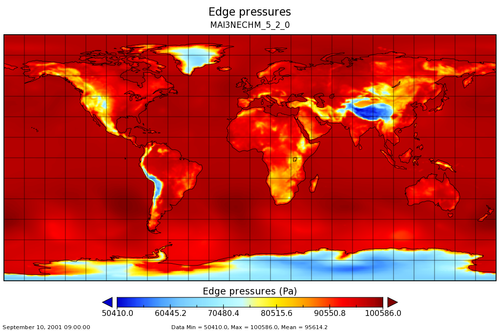 Edge pressures
MAI3NECHM_5_2_0
Edge pressures (Pa)
50410.0 60445.2 70480.4 80515.6 90550.8 100586.0
September 10, 2001 09:00:00 Data Min = 50410.0, Max = 100586.0, Mean = 95614.2